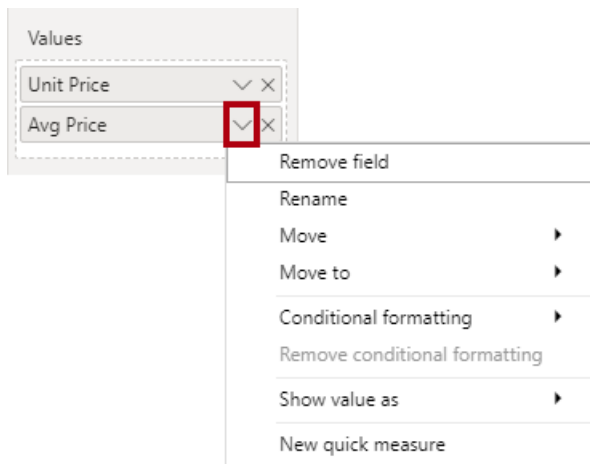 Values
Unit Price
Avg Price
Remove field
Rename
Move
Move to
Conditional formatting
Remove conditional formatting
Show value as
New quick measure